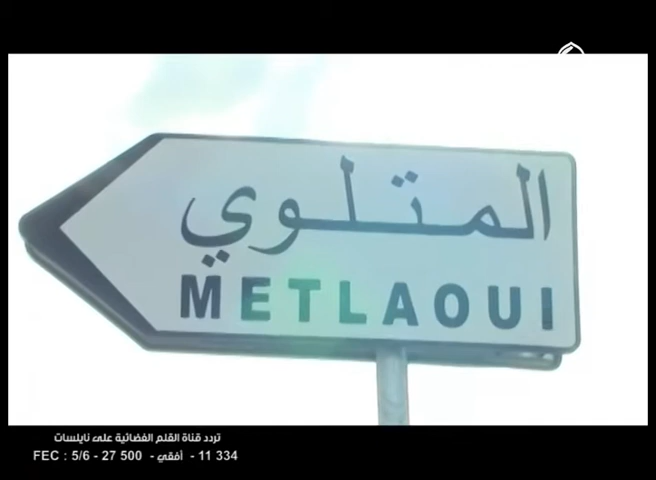 المتلوي
METLAOUI
تردد قناة القلم الفضائية على نايلسات
FEC : 5/6 - 27 500 - أفقي - 11 334